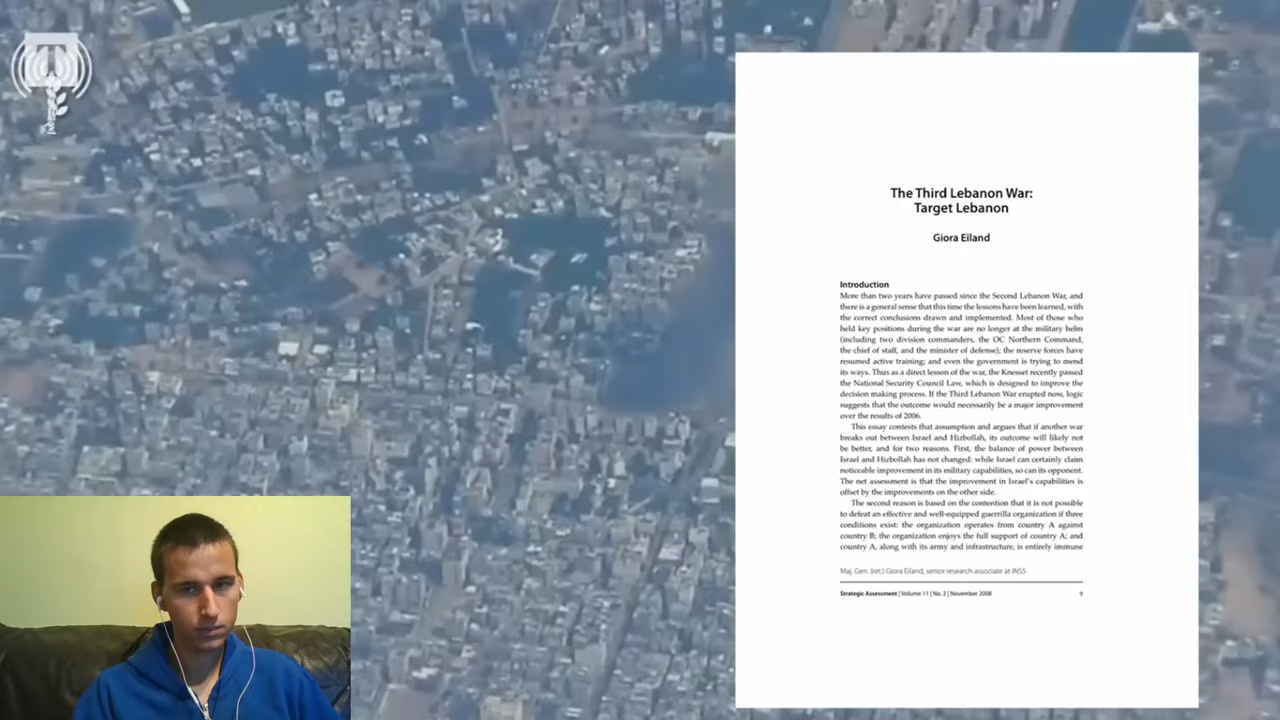 The Third Lebanon War:
Target Lebanon
Giora Eiland
Introduction
More than two years have passed since the Second Lebanon War, and
there is a general sense that this time the lessons have been learned, with
the correct conclusions drawn and implemented. Most of those who
held key positions during the war are no longer at the military helm
(including two division commanders, the OC Northern Command,
the chief of staff, and the minister of defense); the reserve forces have
resumed active training; and even the government is trying to mend
its ways. Thus as a direct lesson of the war, the Knesset recently passed
the National Security Council Law, which is designed to improve the
decision making process. If the Third Lebanon War erupted now, logic
suggests that the outcome would necessarily be a major improvement
over the results of 2006.
This essay contests that assumption and argues that if another war
breaks out between Israel and Hizbollah, its outcome will likely not
be better, and for two reasons. First, the balance of power between
Israel and Hizbollah has not changed: while Israel can certainly claim
noticeable improvement in its military capabilities, so can its opponent.
The net assessment is that the improvement in Israel's capabilities is
offset by the improvements on the other side.
The second reason is based on the contention that it is not possible
to defeat an effective and well-equipped guerrilla organization if three
conditions exist: the organization operates from country A against
country B; the organization enjoys the full support of country A; and
country A, along with its army and infrastructure, is entirely immune
Maj. Gen. (ret.) Giora Eiland, senior research associate at INSS
Strategic Assessment | Volume 11 | No. 2 | November 2008 9